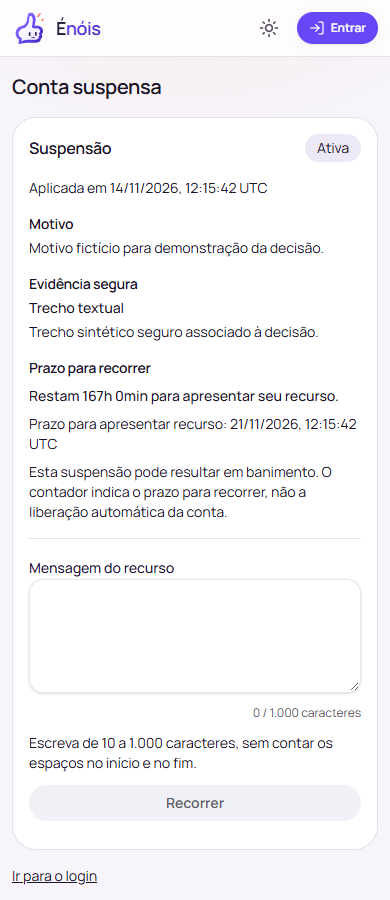 Énóis
Entrar
Conta suspensa
Suspensão
Ativa
Aplicada em 14/11/2026, 12:15:42 UTC
Motivo
Motivo fictício para demonstração da decisão.
Evidência segura
Trecho textual
Trecho sintético seguro associado à decisão.
Prazo para recorrer
Restam 167h 0min para apresentar seu recurso.
Prazo para apresentar recurso: 21/11/2026, 12:15:42
UTC
Esta suspensão pode resultar em banimento. O
contador indica o prazo para recorrer, não a
liberação automática da conta.
Mensagem do recurso
0 / 1.000 caracteres
Escreva de 10 a 1.000 caracteres, sem contar os
espaços no início e no fim.
Recorrer
Ir para o login